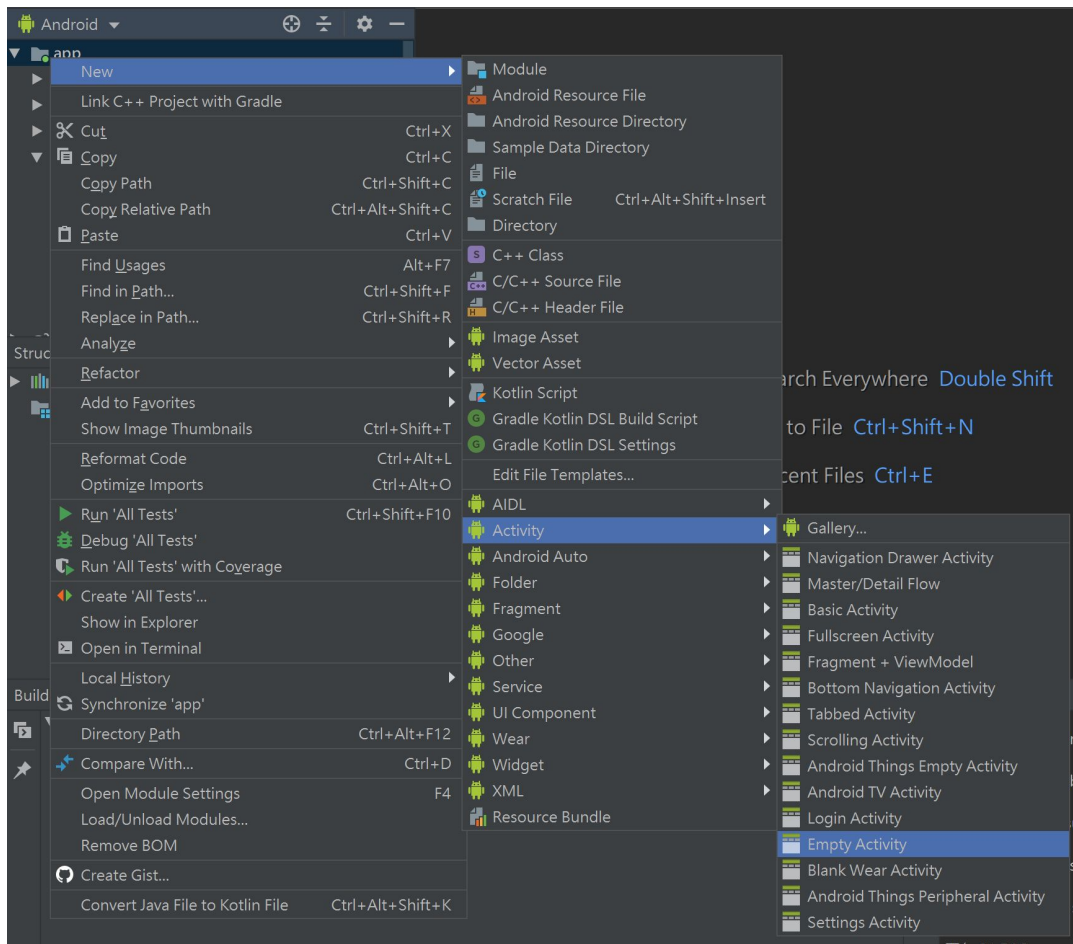 Android
app
New
Link C++ Project with Gradle
Cut Ctrl+X
Copy Ctrl+C
Copy Path Ctrl+Shift+C
Copy Relative Path Ctrl+Alt+Shift+C
Paste Ctrl+V
Find Usages Alt+F7
Find in Path... Ctrl+Shift+F
Replace in Path... Ctrl+Shift+R
Analyze
Refactor
Add to Favorites
Show Image Thumbnails Ctrl+Shift+T
Reformat Code Ctrl+Alt+L
Optimize Imports Ctrl+Alt+O
Run 'All Tests' Ctrl+Shift+F10
Debug 'All Tests'
Run 'All Tests' with Coverage
Create 'All Tests'...
Show in Explorer
Open in Terminal
Local History
Synchronize 'app'
Directory Path Ctrl+Alt+F12
Compare With... Ctrl+D
Open Module Settings F4
Load/Unload Modules...
Remove BOM
Create Gist...
Convert Java File to Kotlin File Ctrl+Alt+Shift+K
Module
Android Resource File
Android Resource Directory
Sample Data Directory
File
Scratch File Ctrl+Alt+Shift+Insert
Directory
C++ Class
C/C++ Source File
C/C++ Header File
Image Asset
Vector Asset
Kotlin Script
Gradle Kotlin DSL Build Script
Gradle Kotlin DSL Settings
Edit File Templates...
AIDL
Activity
Android Auto
Folder
Fragment
Google
Other
Service
UI Component
Wear
Widget
XML
Resource Bundle
Gallery...
Navigation Drawer Activity
Master/Detail Flow
Basic Activity
Fullscreen Activity
Fragment + ViewModel
Bottom Navigation Activity
Tabbed Activity
Scrolling Activity
Android Things Empty Activity
Android TV Activity
Login Activity
Empty Activity
Blank Wear Activity
Android Things Peripheral Activity
Settings Activity
Struc
Build
arch Everywhere Double Shift
to File Ctrl+Shift+N
cent Files Ctrl+E